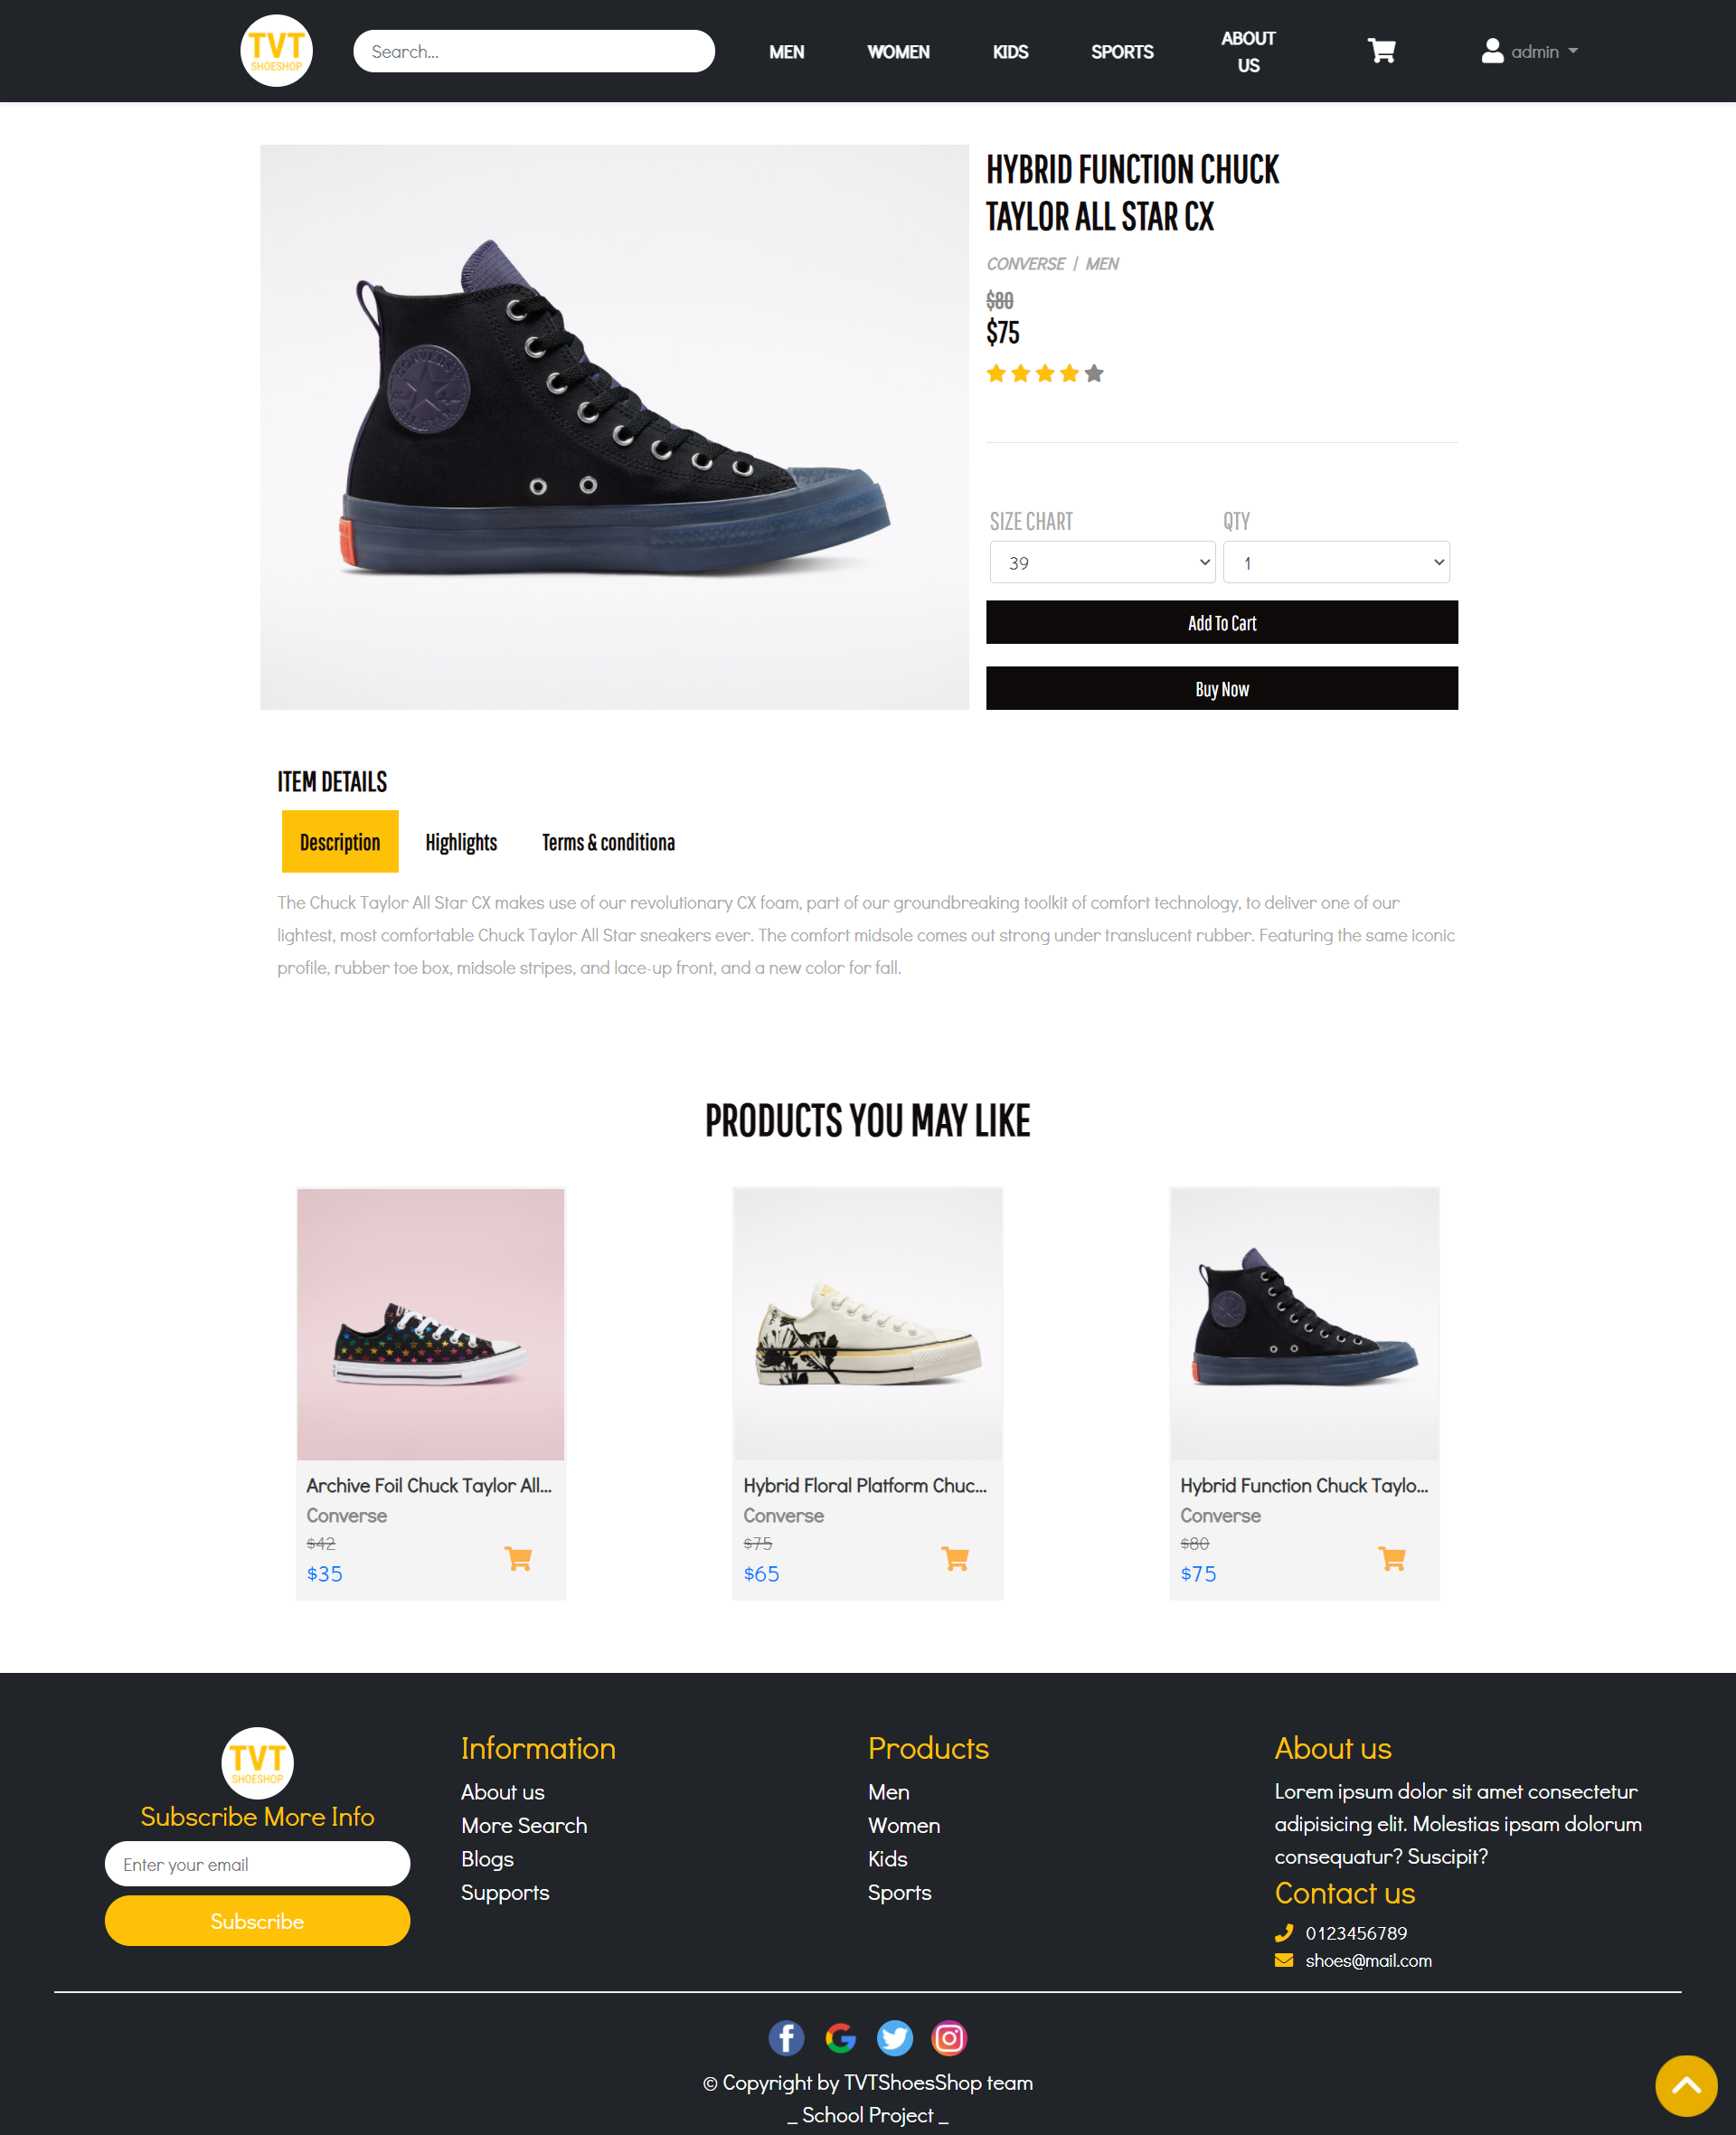 TVT
SHOESHOP
Search...
MEN
WOMEN
KIDS
SPORTS
ABOUT
US
admin
HYBRID FUNCTION CHUCK
TAYLOR ALL STAR CX
CONVERSE | MEN
$80
$75
CONVERSE
ALL STAR
SIZE CHART
QTY
39
1
Add To Cart
Buy Now
ITEM DETAILS
Description
Highlights
Terms & conditiona
The Chuck Taylor All Star CX makes use of our revolutionary CX foam, part of our groundbreaking toolkit of comfort technology, to deliver one of our
lightest, most comfortable Chuck Taylor All Star sneakers ever. The comfort midsole comes out strong under translucent rubber. Featuring the same iconic
profile, rubber toe box, midsole stripes, and lace-up front, and a new color for fall.
PRODUCTS YOU MAY LIKE
Archive Foil Chuck Taylor All...
Converse
$42
$35
Hybrid Floral Platform Chuc...
Converse
$75
$65
Hybrid Function Chuck Taylo...
Converse
$80
$75
TVT
SHOESHOP
Subscribe More Info
Enter your email
Subscribe
Information
About us
More Search
Blogs
Supports
Products
Men
Women
Kids
Sports
About us
Lorem ipsum dolor sit amet consectetur
adipisicing elit. Molestias ipsam dolorum
consequatur? Suscipit?
Contact us
0123456789
shoes@mail.com
© Copyright by TVTShoesShop team
_ School Project _